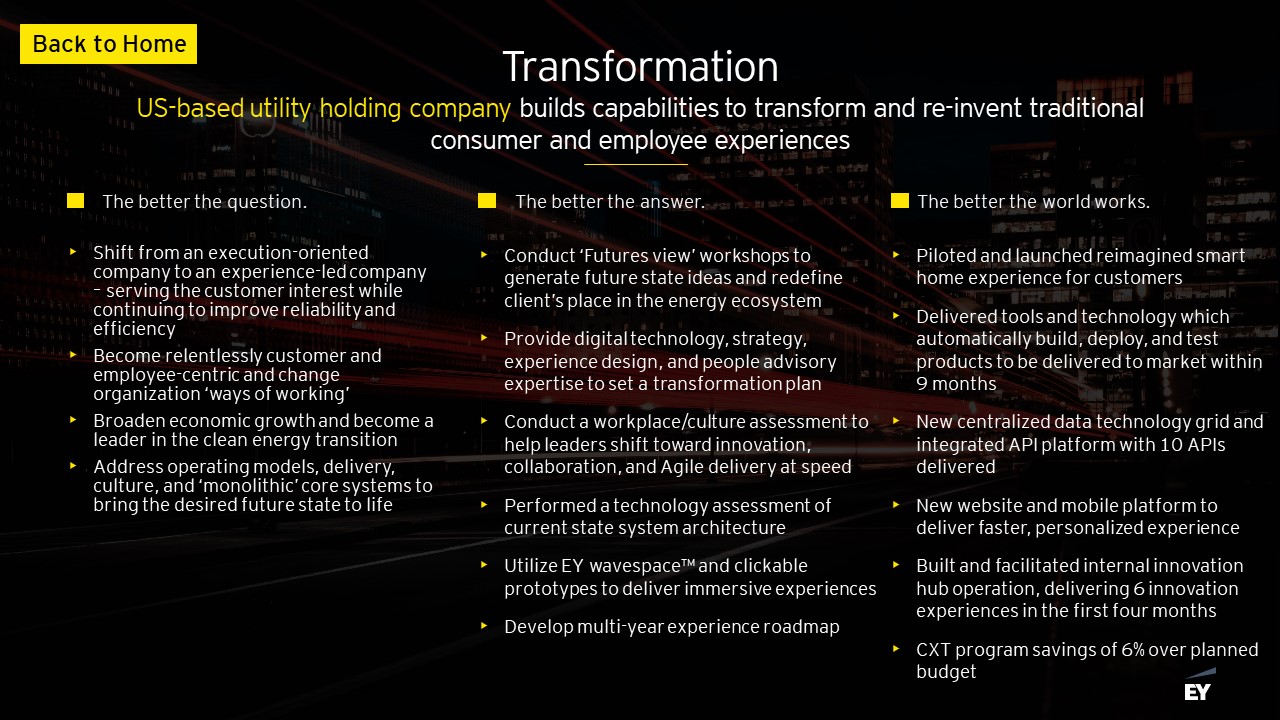 Back to Home
Transformation
US-based utility holding company builds capabilities to transform and re-invent traditional
consumer and employee experiences
The better the question.
Shift from an execution-oriented
company to an experience-led company
– serving the customer interest while
continuing to improve reliability and
efficiency
Become relentlessly customer and
employee-centric and change
organization ‘ways of working’
Broaden economic growth and become a
leader in the clean energy transition
Address operating models, delivery,
culture, and ‘monolithic’ core systems to
bring the desired future state to life
The better the answer.
Conduct ‘Futures view’ workshops to
generate future state ideas and redefine
client’s place in the energy ecosystem
Provide digital technology, strategy,
experience design, and people advisory
expertise to set a transformation plan
Conduct a workplace/culture assessment to
help leaders shift toward innovation,
collaboration, and Agile delivery at speed
Performed a technology assessment of
current state system architecture
Utilize EY wavespace™ and clickable
prototypes to deliver immersive experiences
Develop multi-year experience roadmap
The better the world works.
Piloted and launched reimagined smart
home experience for customers
Delivered tools and technology which
automatically build, deploy, and test
products to be delivered to market within
9 months
New centralized data technology grid and
integrated API platform with 10 APIs
delivered
New website and mobile platform to
deliver faster, personalized experience
Built and facilitated internal innovation
hub operation, delivering 6 innovation
experiences in the first four months
CXT program savings of 6% over planned
budget
EY